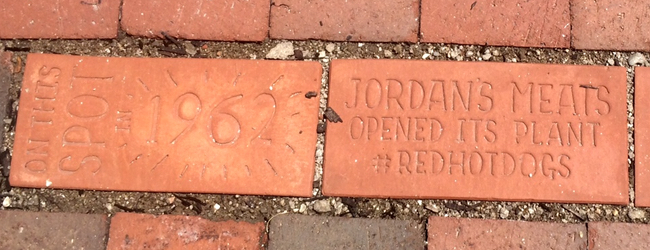 ON THIS
SPOT
IN
1962
JORDAN'S MEATS
OPENED ITS PLANT
#REDHOTDOGS